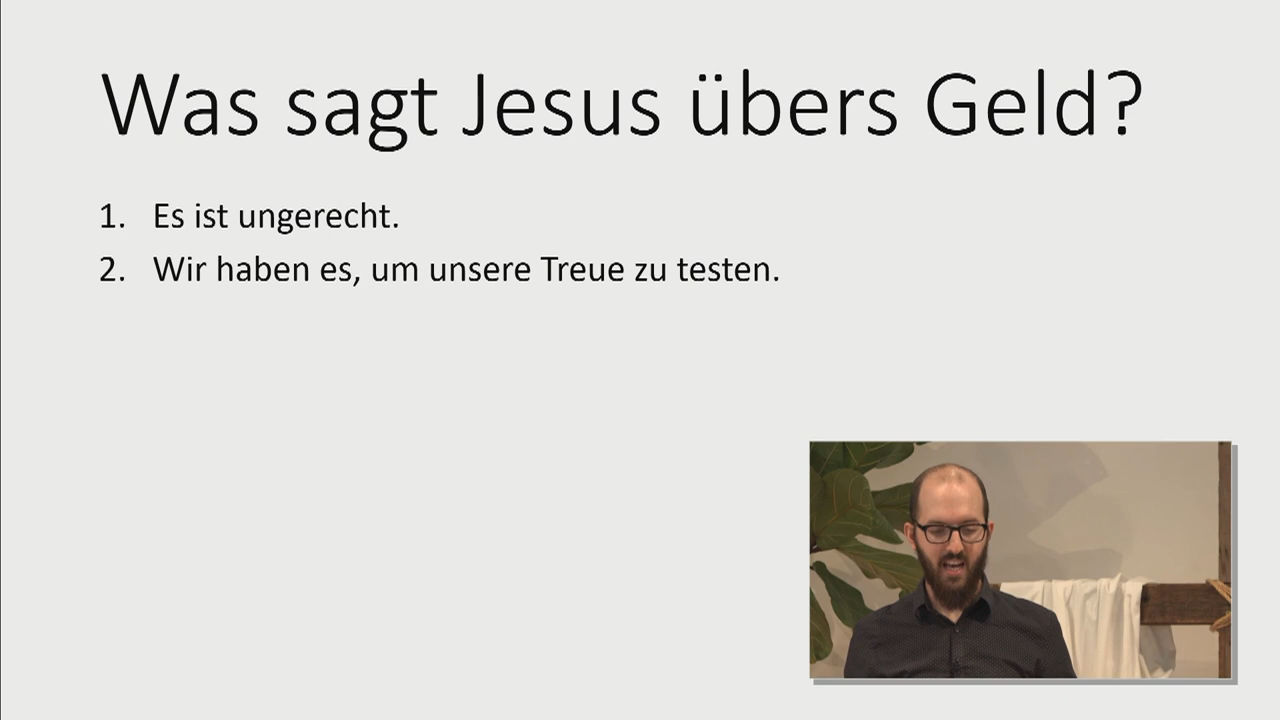 Was sagt Jesus übers Geld?
1. Es ist ungerecht.
2. Wir haben es, um unsere Treue zu testen.